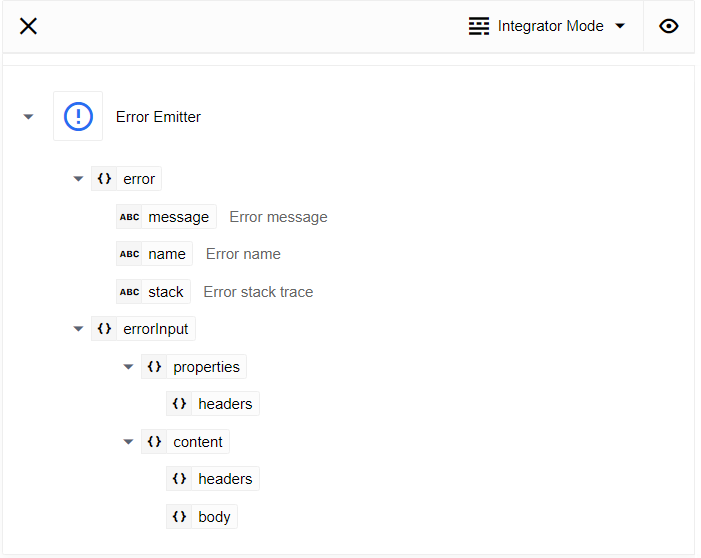 Integrator Mode
Error Emitter
{} error
ABC message Error message
ABC name Error name
ABC stack Error stack trace
{} errorInput
{} properties
{} headers
{} content
{} headers
{} body